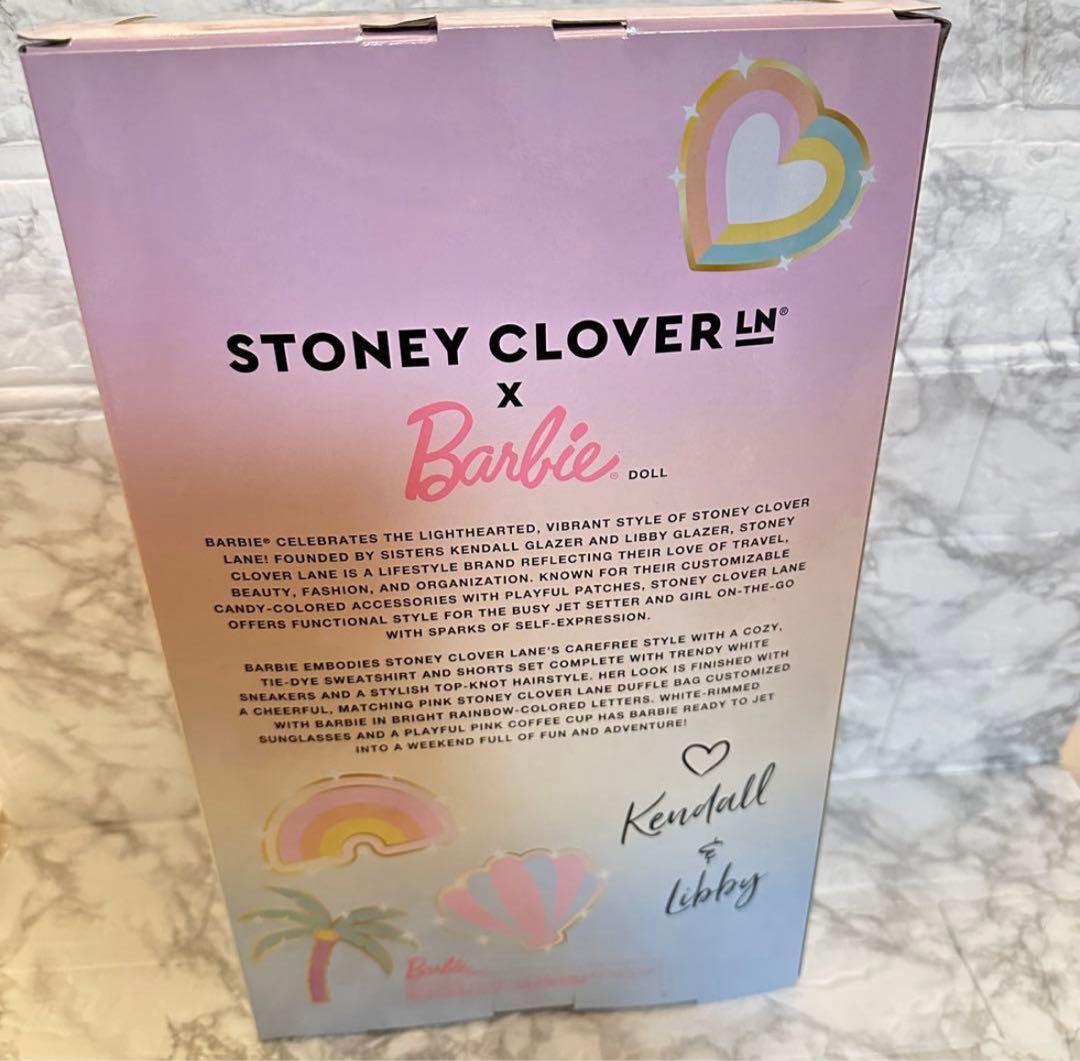 STONEY CLOVER LN®
X
Barbie® DOLL
BARBIE® CELEBRATES THE LIGHTHEARTED, VIBRANT STYLE OF STONEY CLOVER
LANE! FOUNDED BY SISTERS KENDALL GLAZER AND LIBBY GLAZER, STONEY
CLOVER LANE IS A LIFESTYLE BRAND REFLECTING THEIR LOVE OF TRAVEL,
BEAUTY, FASHION, AND ORGANIZATION. KNOWN FOR THEIR CUSTOMIZABLE
CANDY-COLORED ACCESSORIES WITH PLAYFUL PATCHES, STONEY CLOVER LANE
OFFERS FUNCTIONAL STYLE FOR THE BUSY JET SETTER AND GIRL ON-THE-GO
WITH SPARKS OF SELF-EXPRESSION.
BARBIE EMBODIES STONEY CLOVER LANE'S CAREFREE STYLE WITH A COZY,
TIE-DYE SWEATSHIRT AND SHORTS SET COMPLETE WITH TRENDY WHITE
SNEAKERS AND A STYLISH TOP-KNOT HAIRSTYLE. HER LOOK IS FINISHED WITH
A CHEERFUL, MATCHING PINK STONEY CLOVER LANE DUFFLE BAG CUSTOMIZED
WITH BARBIE IN BRIGHT RAINBOW-COLORED LETTERS. WHITE-RIMMED
SUNGLASSES AND A PLAYFUL PINK COFFEE CUP HAS BARBIE READY TO JET
INTO A WEEKEND FULL OF FUN AND ADVENTURE!
Kendall
&
Libby
Barbie